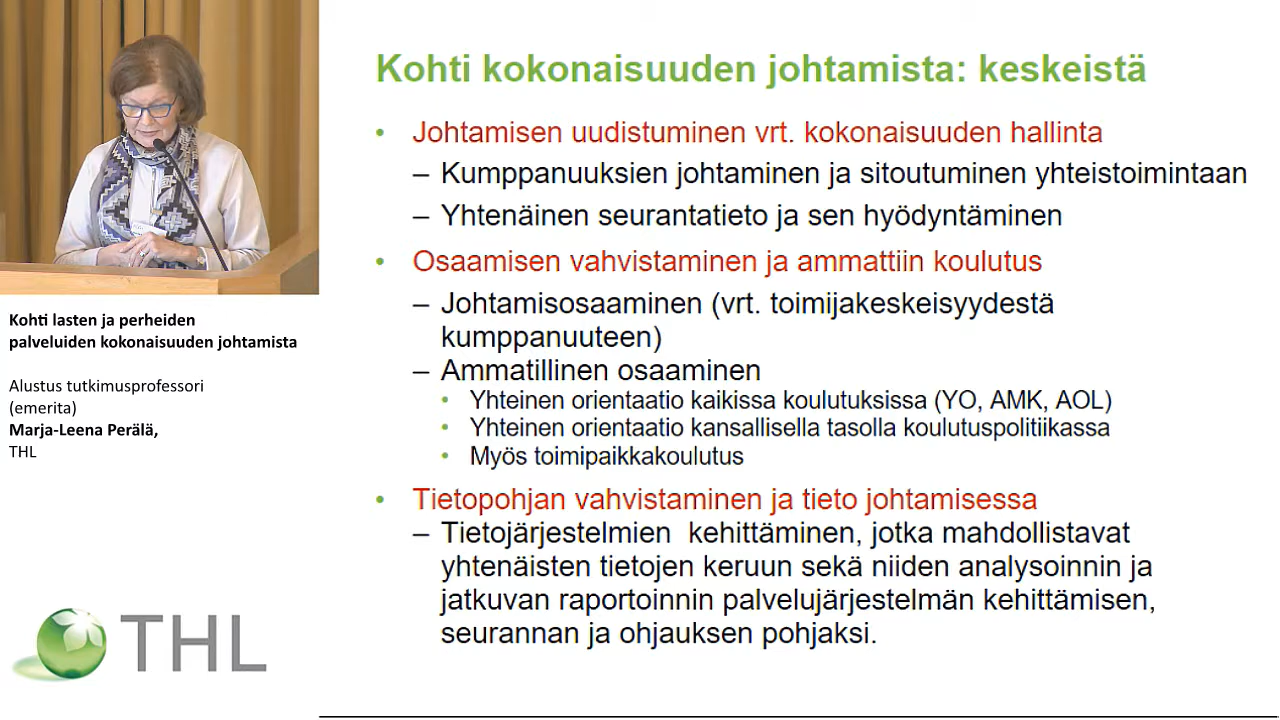 Kohti kokonaisuuden johtamista: keskeistä
• Johtamisen uudistuminen vrt. kokonaisuuden hallinta
– Kumppanuuksien johtaminen ja sitoutuminen yhteistoimintaan
– Yhtenäinen seurantatieto ja sen hyödyntäminen
• Osaamisen vahvistaminen ja ammattiin koulutus
– Johtamisosaaminen (vrt. toimijakeskeisyydestä
kumppanuuteen)
– Ammatillinen osaaminen
• Yhteinen orientaatio kaikissa koulutuksissa (YO, AMK, AOL)
• Yhteinen orientaatio kansallisella tasolla koulutuspolitiikassa
• Myös toimipaikkakoulutus
• Tietopohjan vahvistaminen ja tieto johtamisessa
– Tietojärjestelmien kehittäminen, jotka mahdollistavat
yhtenäisten tietojen keruun sekä niiden analysoinnin ja
jatkuvan raportoinnin palvelujärjestelmän kehittämisen,
seurannan ja ohjauksen pohjaksi.
Kohti lasten ja perheiden
palveluiden kokonaisuuden johtamista
Alustus tutkimusprofessori
(emerita)
Marja-Leena Perälä,
THL
THL